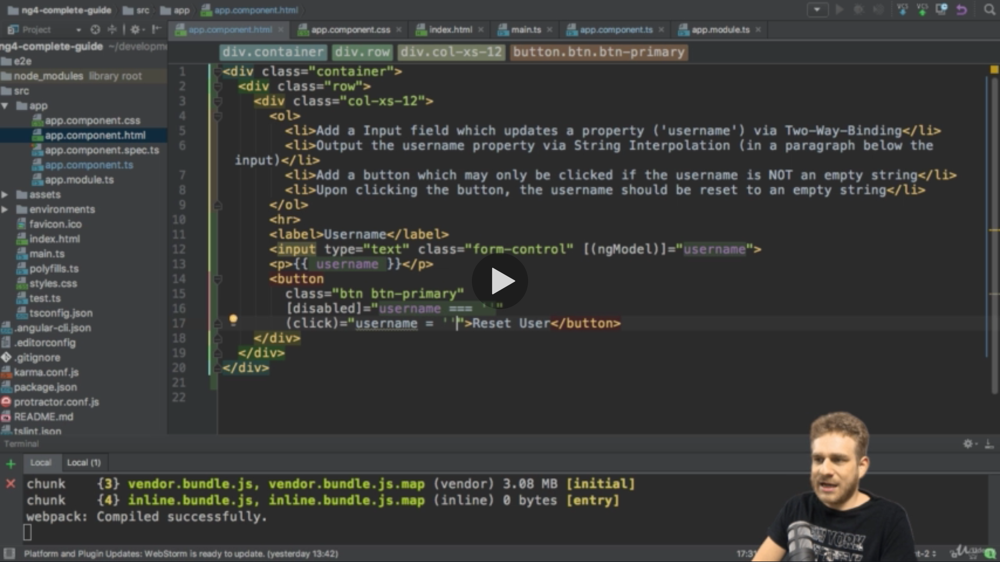 ng4-complete-guide src app app.component.html
Project
app.component.html app.component.css index.html main.ts app.component.ts app.module.ts
ng4-complete-guide ~/developme
e2e
node_modules library root
src
app
app.component.css
app.component.html
app.component.spec.ts
app.component.ts
app.module.ts
assets
environments
favicon.ico
index.html
main.ts
polyfills.ts
styles.css
test.ts
tsconfig.json
.angular-cli.json
.editorconfig
.gitignore
karma.conf.js
package.json
protractor.conf.js
README.md
tslint.json
div.container div.row div.col-xs-12 button.btn.btn-primary
1 <div class="container">
2 <div class="row">
3 <div class="col-xs-12">
4 <ol>
5 <li>Add a Input field which updates a property ('username') via Two-Way-Binding</li>
6 <li>Output the username property via String Interpolation (in a paragraph below the
input)</li>
7 <li>Add a button which may only be clicked if the username is NOT an empty string</li>
8 <li>Upon clicking the button, the username should be reset to an empty string</li>
9 </ol>
10 <hr>
11 <label>Username</label>
12 <input type="text" class="form-control" [(ngModel)]="username">
13 <p>{{ username }}</p>
14 <button
15 class="btn btn-primary"
16 [disabled]="username === ''"
17 (click)="username = ''">Reset User</button>
18 </div>
19 </div>
20 </div>
21
22
Terminal
Local Local (1)
chunk {3} vendor.bundle.js, vendor.bundle.js.map (vendor) 3.08 MB [initial]
chunk {4} inline.bundle.js, inline.bundle.js.map (inline) 0 bytes [entry]
webpack: Compiled successfully.
Platform and Plugin Updates: WebStorm is ready to update. (yesterday 13:42)
17:31